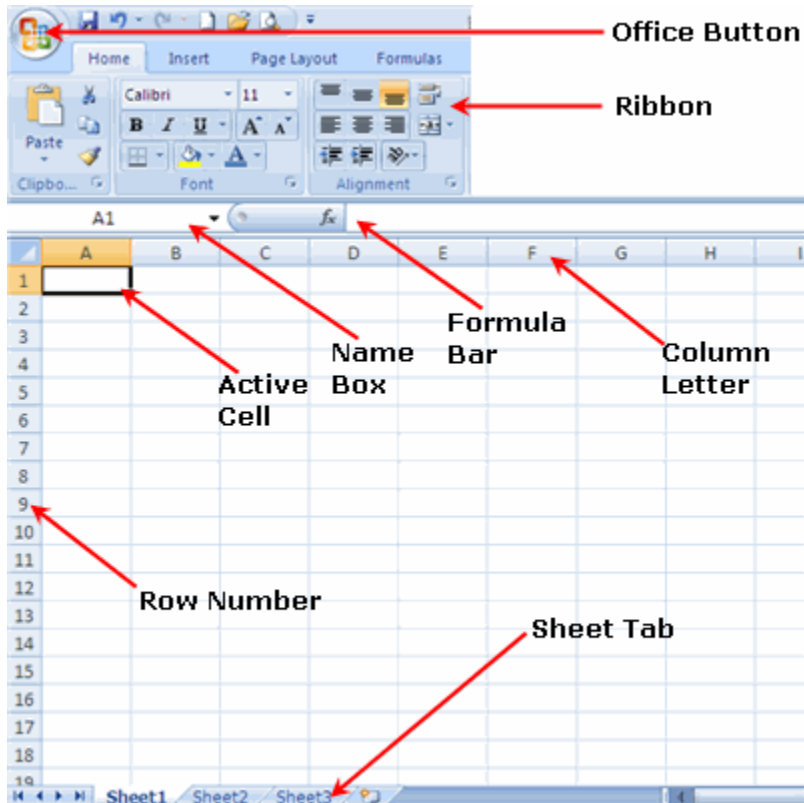 Office Button
Home Insert Page Layout Formulas
Calibri 11
Ribbon
B I U A A
Paste
A
Clipbo... Font Alignment
A1 fx
A B C D E F G H I
1
2
3
Formula
Bar
Name
Box
Column
Letter
4
Active
Cell
5
6
7
8
9
10
11
12
Row Number
13
Sheet Tab
14
15
16
17
18
19
Sheet1 Sheet2 Sheet3